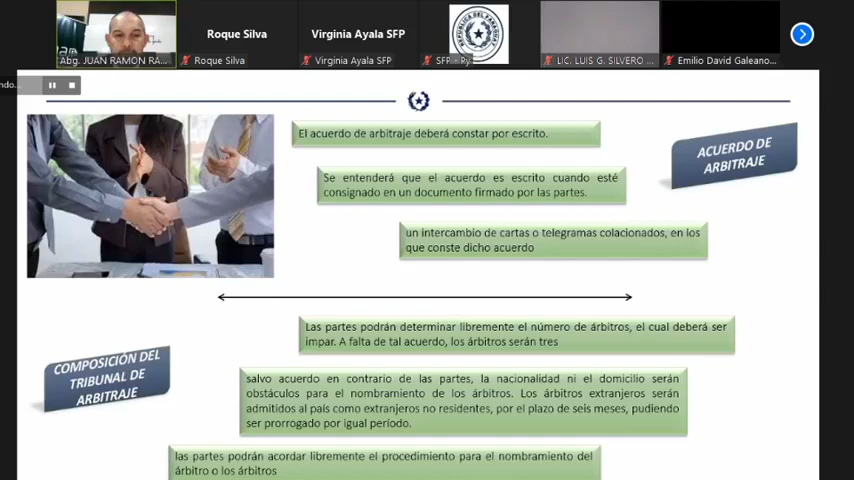 Roque Silva
Virginia Ayala SFP
REPUBLICA DEL PARAGUAY
Abg. JUAN RAMON RA...
Roque Silva
Virginia Ayala SFP
SFP - Py
LIC. LUIS G. SILVERO ...
Emilio David Galeano...
ndo...
El acuerdo de arbitraje deberá constar por escrito.
ACUERDO DE
ARBITRAJE
Se entenderá que el acuerdo es escrito cuando esté
consignado en un documento firmado por las partes.
un intercambio de cartas o telegramas colacionados, en los
que conste dicho acuerdo
Las partes podrán determinar libremente el número de árbitros, el cual deberá ser
impar. A falta de tal acuerdo, los árbitros serán tres
COMPOSICIÓN DEL
TRIBUNAL DE
ARBITRAJE
salvo acuerdo en contrario de las partes, la nacionalidad ni el domicilio serán
obstáculos para el nombramiento de los árbitros. Los árbitros extranjeros serán
admitidos al país como extranjeros no residentes, por el plazo de seis meses, pudiendo
ser prorrogado por igual período.
las partes podrán acordar libremente el procedimiento para el nombramiento del
árbitro o los árbitros